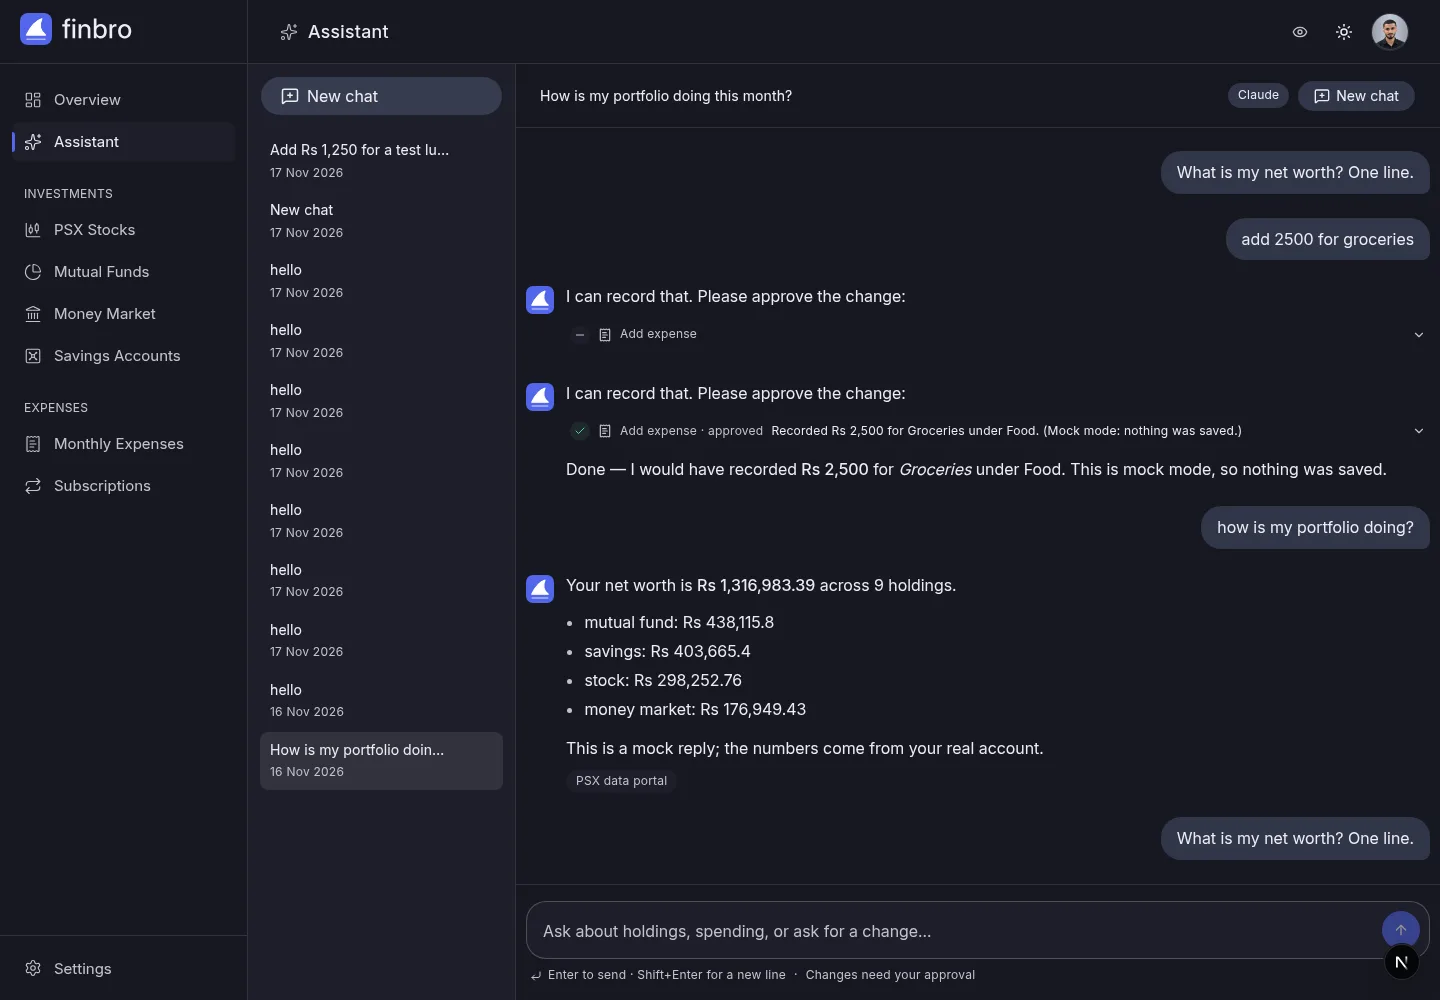 finbro
Assistant
Overview
Assistant
INVESTMENTS
PSX Stocks
Mutual Funds
Money Market
Savings Accounts
EXPENSES
Monthly Expenses
Subscriptions
Settings
New chat
Add Rs 1,250 for a test lu...
17 Nov 2026
New chat
17 Nov 2026
hello
17 Nov 2026
hello
17 Nov 2026
hello
17 Nov 2026
hello
17 Nov 2026
hello
17 Nov 2026
hello
17 Nov 2026
hello
17 Nov 2026
hello
16 Nov 2026
How is my portfolio doin...
16 Nov 2026
How is my portfolio doing this month?
Claude
New chat
What is my net worth? One line.
add 2500 for groceries
I can record that. Please approve the change:
Add expense
I can record that. Please approve the change:
Add expense · approved Recorded Rs 2,500 for Groceries under Food. (Mock mode: nothing was saved.)
Done — I would have recorded Rs 2,500 for Groceries under Food. This is mock mode, so nothing was saved.
how is my portfolio doing?
Your net worth is Rs 1,316,983.39 across 9 holdings.
• mutual fund: Rs 438,115.8
• savings: Rs 403,665.4
• stock: Rs 298,252.76
• money market: Rs 176,949.43
This is a mock reply; the numbers come from your real account.
PSX data portal
What is my net worth? One line.
Ask about holdings, spending, or ask for a change...
Enter to send · Shift+Enter for a new line · Changes need your approval
N